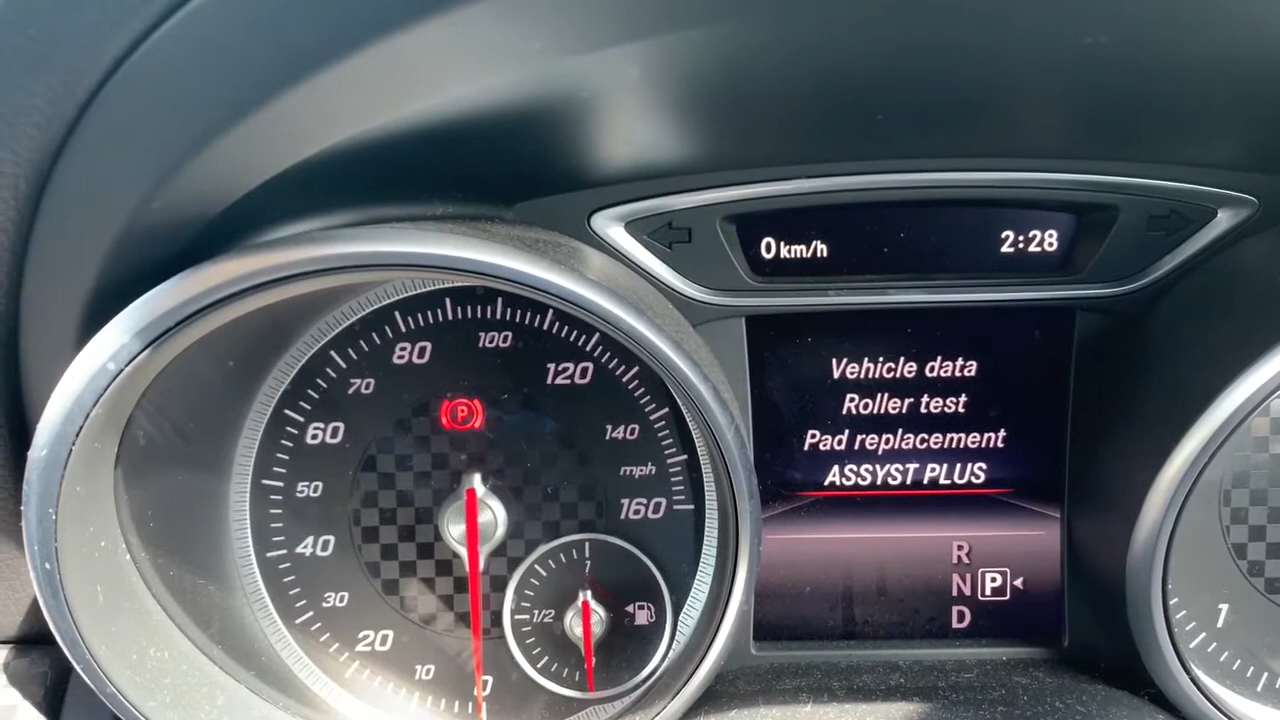 0 km/h 2:28
Vehicle data
Roller test
Pad replacement
ASSYST PLUS
R
N P
D
100
80
120
70
P
60
140
mph
50
160
40
1
1/2
30
20
10
0
1